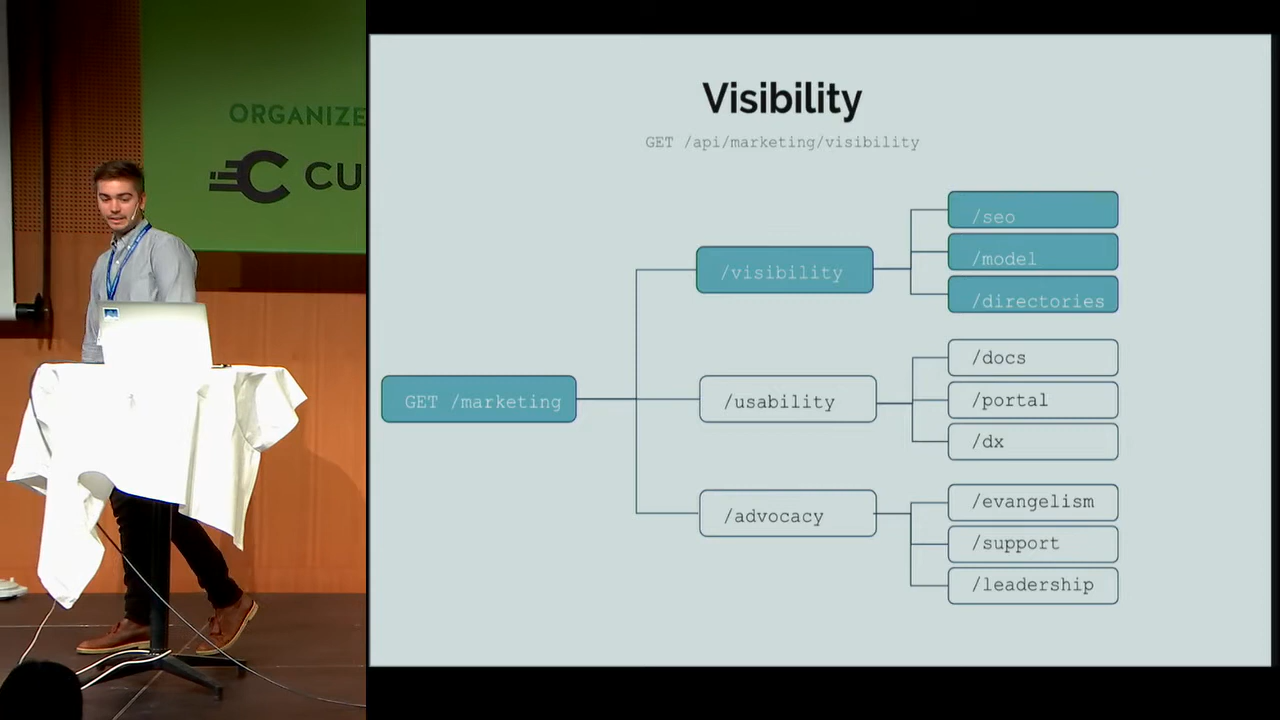 ORGANIZE
CU
Visibility
GET /api/marketing/visibility
/seo
/model
/visibility
/directories
/docs
GET /marketing
/usability
/portal
/dx
/evangelism
/advocacy
/support
/leadership